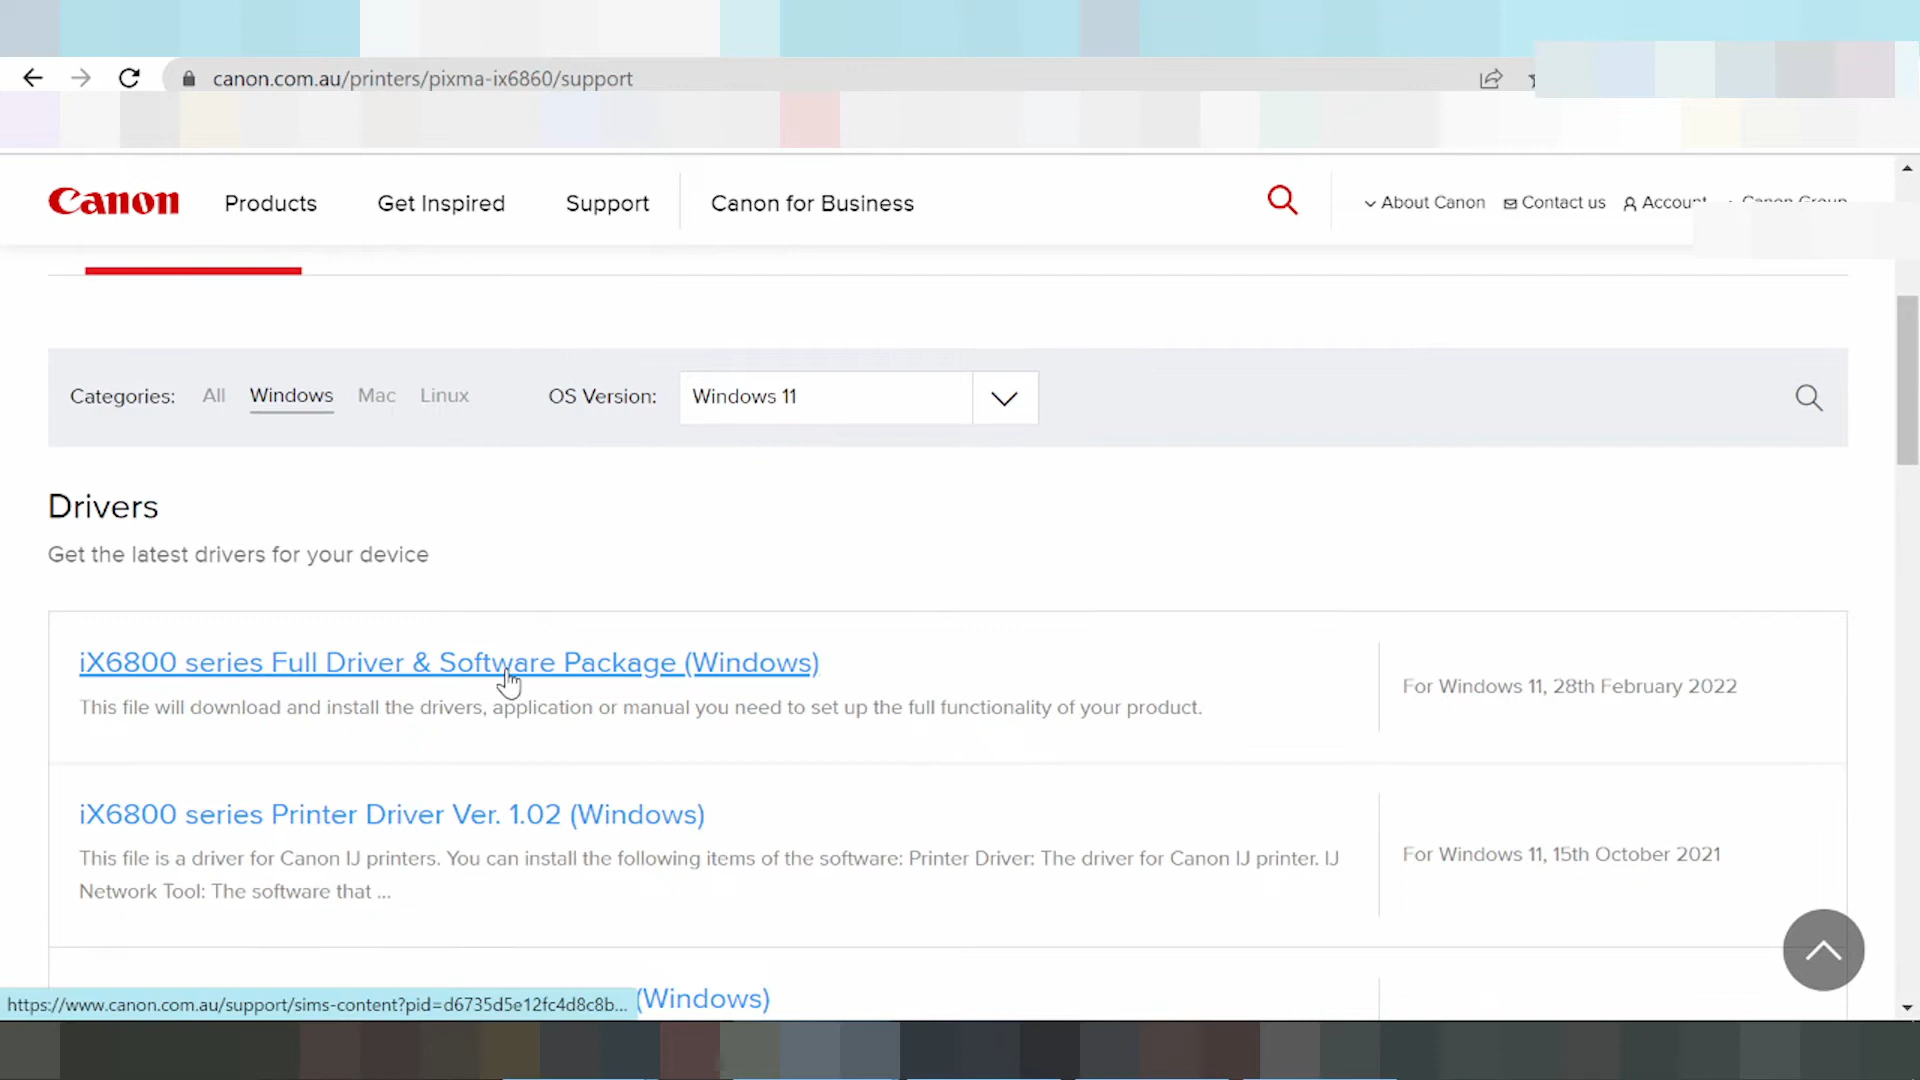 canon.com.au/printers/pixma-ix6860/support
Canon Products Get Inspired Support Canon for Business About Canon Contact us Account Canon Group
Categories: All Windows Mac Linux OS Version: Windows 11
Drivers
Get the latest drivers for your device
iX6800 series Full Driver & Software Package (Windows)
This file will download and install the drivers, application or manual you need to set up the full functionality of your product.
For Windows 11, 28th February 2022
iX6800 series Printer Driver Ver. 1.02 (Windows)
This file is a driver for Canon IJ printers. You can install the following items of the software: Printer Driver: The driver for Canon IJ printer. IJ
Network Tool: The software that ...
For Windows 11, 15th October 2021
(Windows)
https://www.canon.com.au/support/sims-content?pid=d6735d5e12fc4d8c8b...